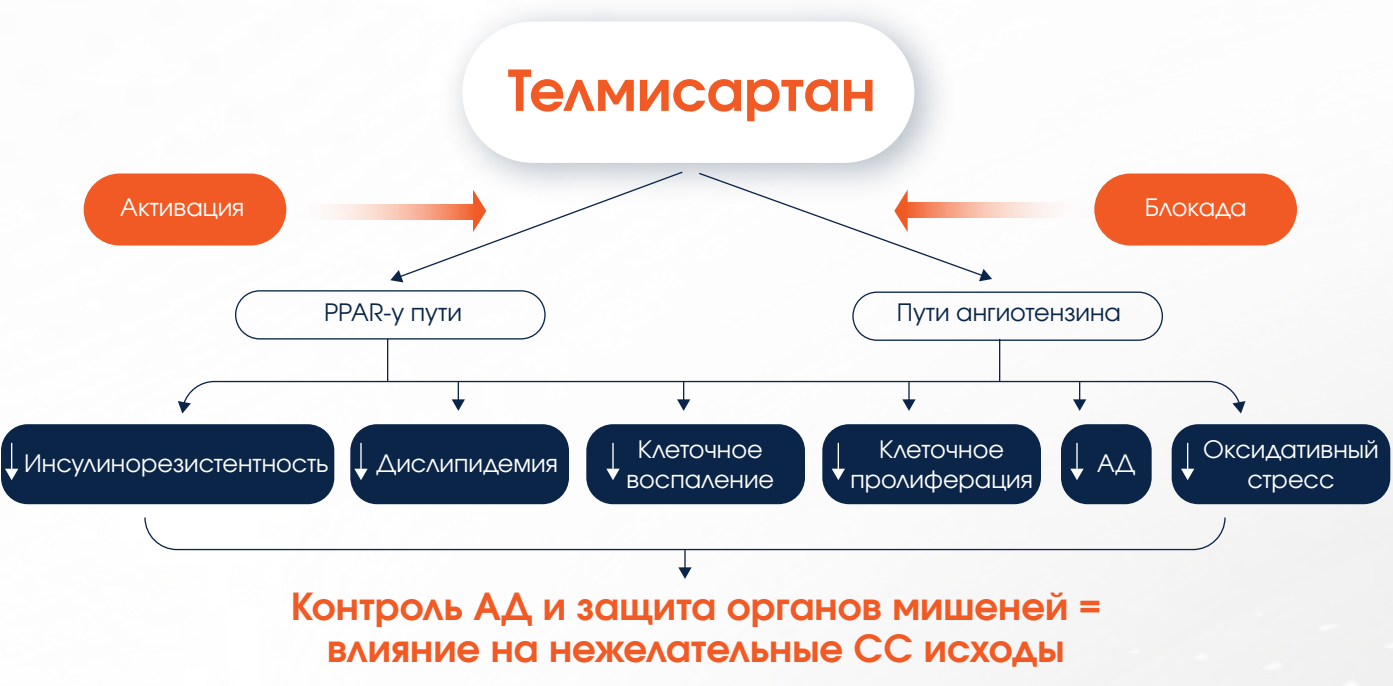 Телмисартан
Активация
Блокада
PPAR-y пути
Пути ангиотензина
↓ Инсулинорезистентность
↓ Дислипидемия
↓ Клеточное
воспаление
↓ Клеточное
пролиферация
↓ АД
↓ Оксидативный
стресс
Контроль АД и защита органов мишеней =
влияние на нежелательные СС исходы